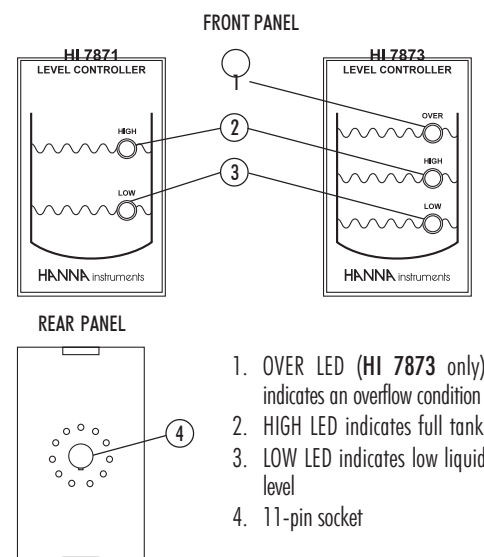 FRONT PANEL
HI 7871
LEVEL CONTROLLER
HIGH
LOW
HANNA instruments
1
2
3
HI 7873
LEVEL CONTROLLER
OVER
HIGH
LOW
HANNA instruments
REAR PANEL
4
1. OVER LED (HI 7873 only)
indicates an overflow condition
2. HIGH LED indicates full tank
3. LOW LED indicates low liquid
level
4. 11-pin socket